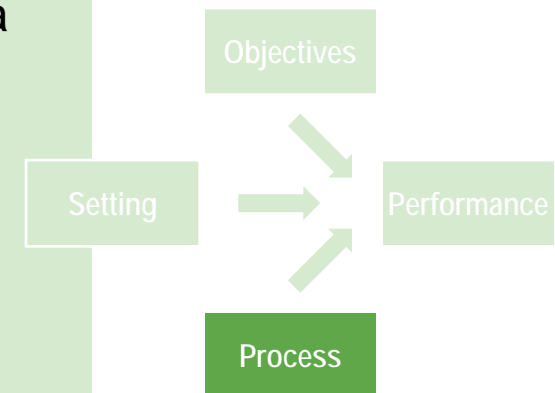 a
Objectives
Setting
Performance
Process